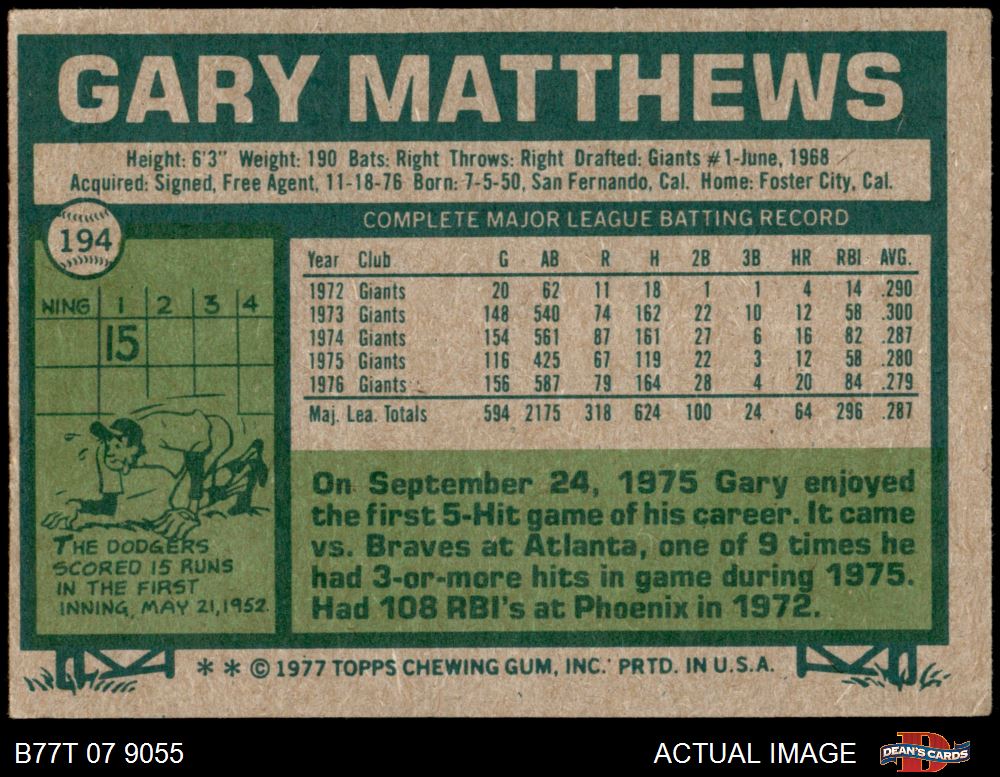 GARY MATTHEWS
Height: 6'3" Weight: 190 Bats: Right Throws: Right Drafted: Giants #1-June, 1968
Acquired: Signed, Free Agent, 11-18-76 Born: 7-5-50, San Fernando, Cal. Home: Foster City, Cal.
194
COMPLETE MAJOR LEAGUE BATTING RECORD
Year Club G AB R H 2B 3B HR RBI AVG.
1972 Giants 20 62 11 18 1 1 4 14 .290
1973 Giants 148 540 74 162 22 10 12 58 .300
1974 Giants 154 561 87 161 27 6 16 82 .287
1975 Giants 116 425 67 119 22 3 12 58 .280
1976 Giants 156 587 79 164 28 4 20 84 .279
Maj. Lea. Totals 594 2175 318 624 100 24 64 296 .287
NING 1 2 3 4
15
THE DODGERS
SCORED 15 RUNS
IN THE FIRST
INNING, MAY 21, 1952.
On September 24, 1975 Gary enjoyed
the first 5-Hit game of his career. It came
vs. Braves at Atlanta, one of 9 times he
had 3-or-more hits in game during 1975.
Had 108 RBI's at Phoenix in 1972.
* * © 1977 TOPPS CHEWING GUM, INC. PRTD. IN U.S.A.
B77T 07 9055
ACTUAL IMAGE
D
DEAN'S CARDS